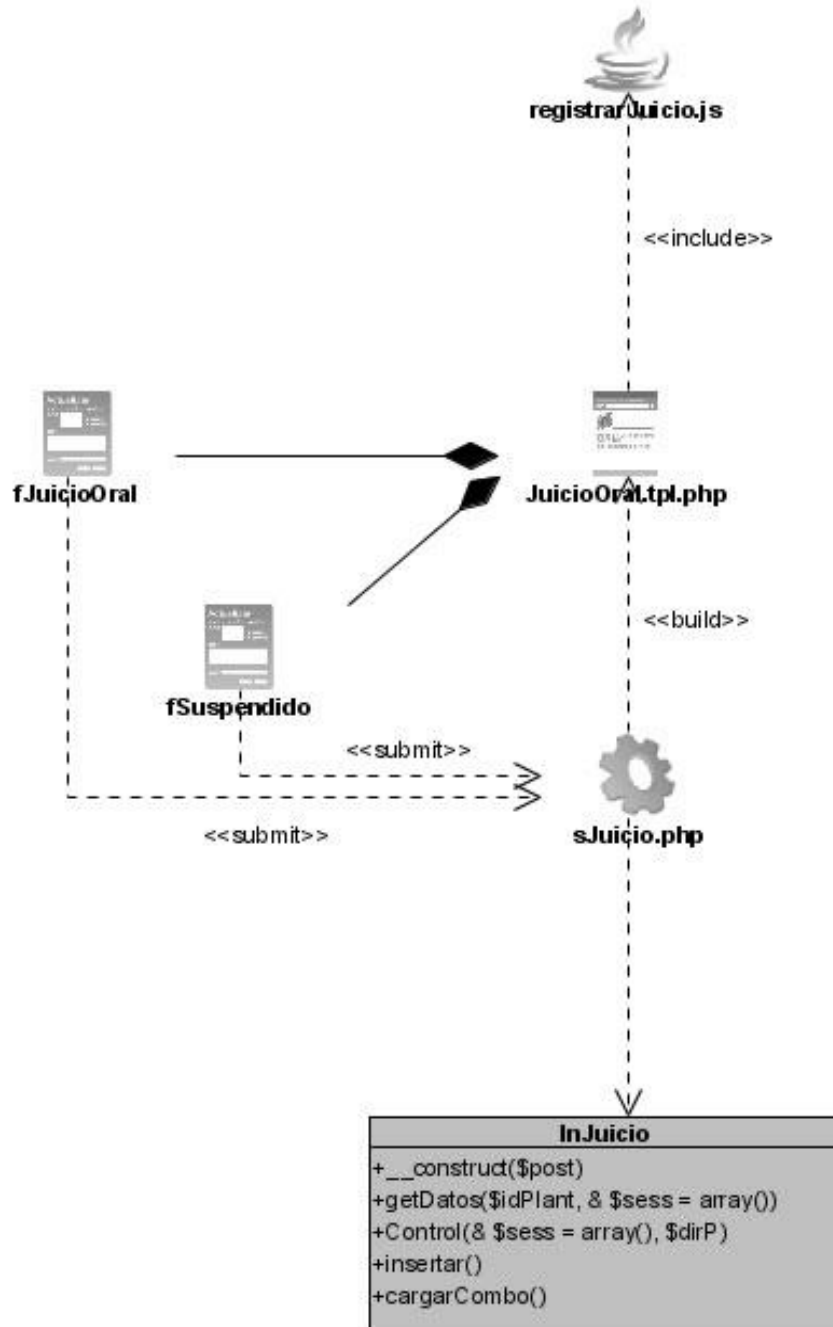 registrarJuicio.js
<<include>>
fJuicioOral
JuicioOral.tpl.php
<<build>>
fSuspendido
<<submit>>
<<submit>>
sJuicio.php
InJuicio
+__construct($post)
+getDatos($idPlant, & $sess = array())
+Control(& $sess = array(), $dirP)
+insertar()
+cargarCombo()